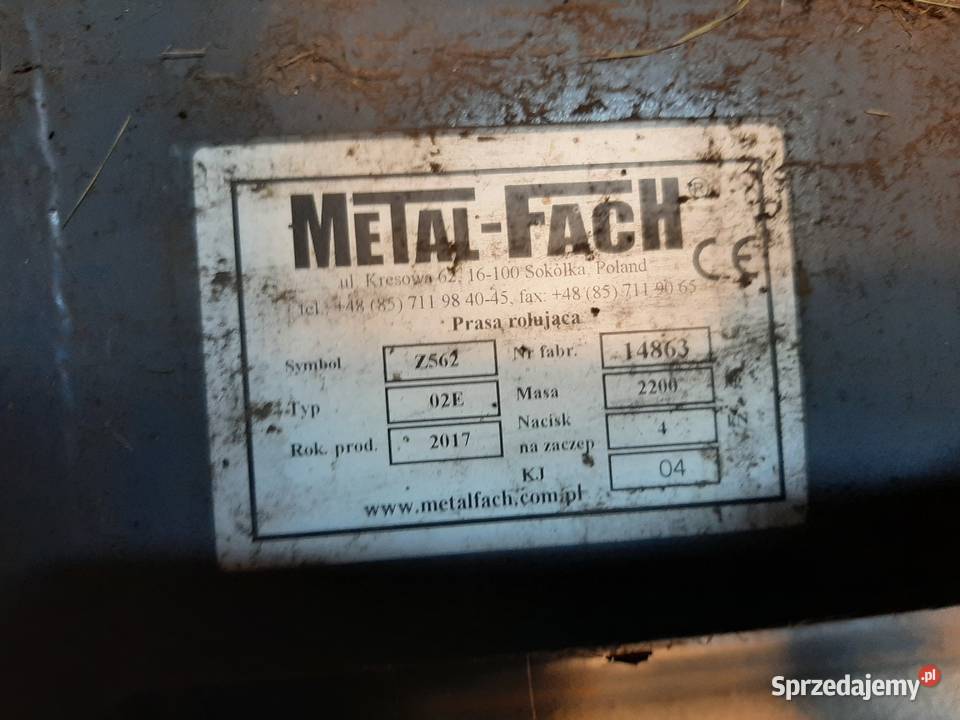 METAL-FACH®
ul. Kresowa 62, 16-100 Sokółka, Poland
tel.: +48 (85) 711 98 40-45, fax: +48 (85) 711 90 65
CE
Prasa rolująca
Symbol Z562 Nr fabr. 14863
Typ 02E Masa 2200
Rok. prod. 2017 Nacisk na zaczep 4
KJ 04
www.metalfach.com.pl
Sprzedajemy.pl